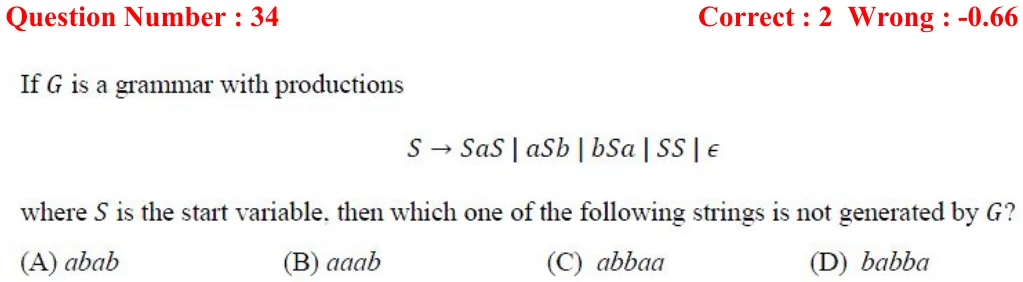 Question Number : 34 Correct : 2 Wrong : -0.66
If G is a grammar with productions
S → SaS | aSb | bSa | SS | ϵ
where S is the start variable, then which one of the following strings is not generated by G?
(A) abab (B) aaab (C) abbaa (D) babba